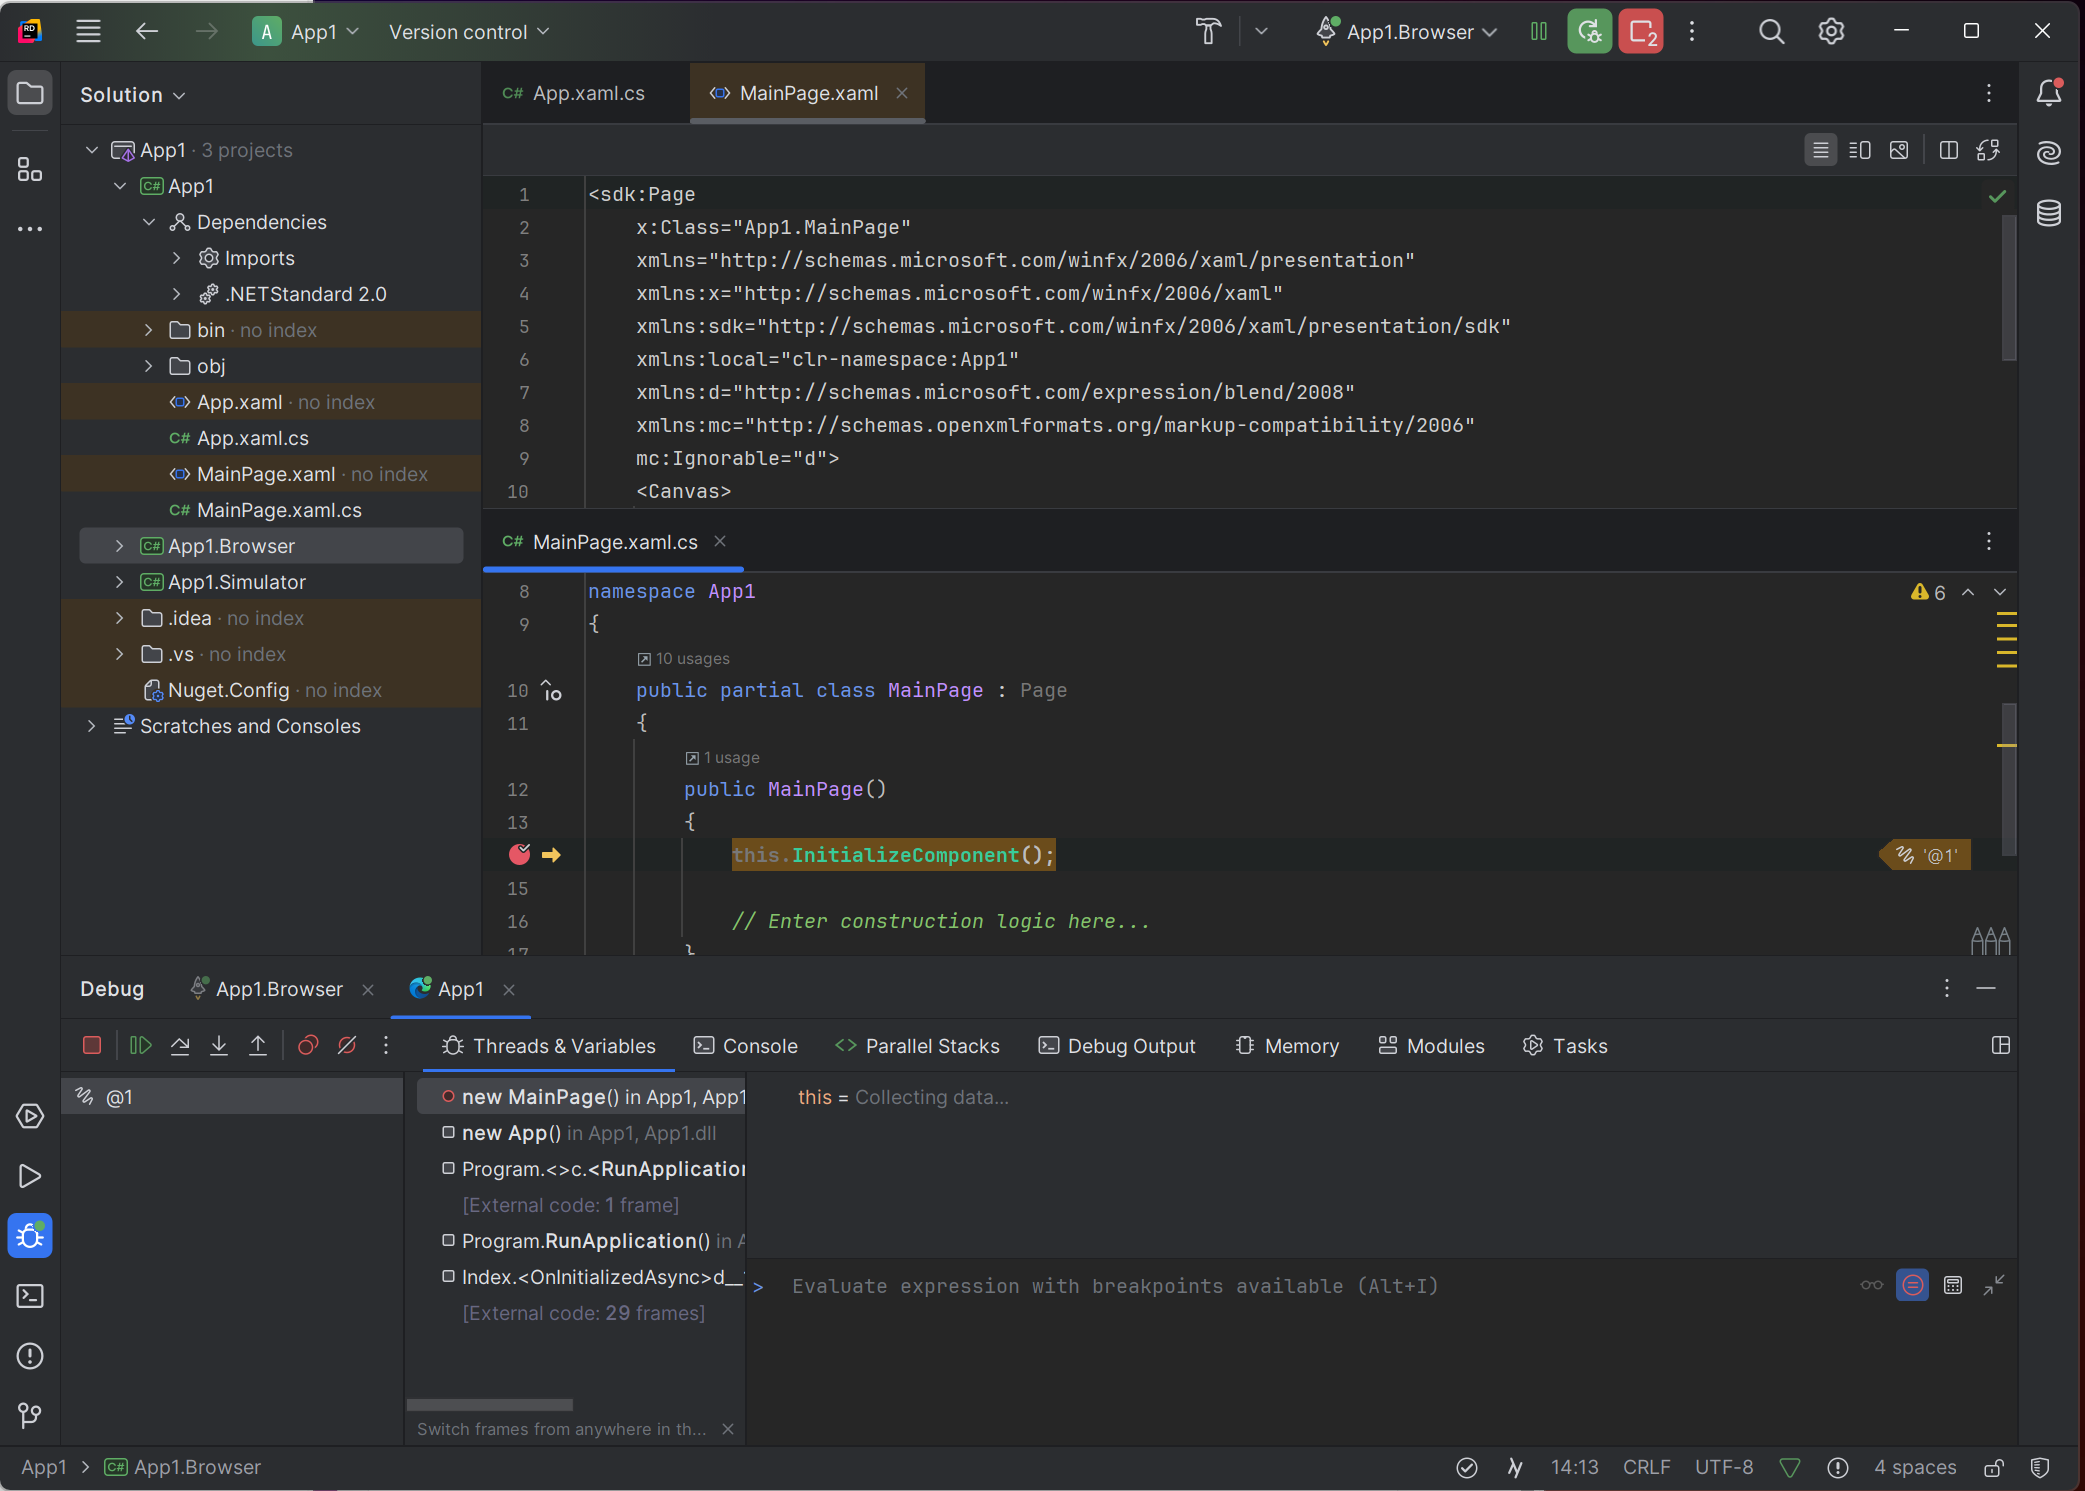 RD
A App1
Version control
App1.Browser
2
Solution
App1 · 3 projects
C# App1
Dependencies
Imports
.NETStandard 2.0
bin · no index
obj
App.xaml · no index
C# App.xaml.cs
MainPage.xaml · no index
C# MainPage.xaml.cs
C# App1.Browser
C# App1.Simulator
.idea · no index
.vs · no index
Nuget.Config · no index
Scratches and Consoles
C# App.xaml.cs
MainPage.xaml
1 <sdk:Page
2 x:Class="App1.MainPage"
3 xmlns="http://schemas.microsoft.com/winfx/2006/xaml/presentation"
4 xmlns:x="http://schemas.microsoft.com/winfx/2006/xaml"
5 xmlns:sdk="http://schemas.microsoft.com/winfx/2006/xaml/presentation/sdk"
6 xmlns:local="clr-namespace:App1"
7 xmlns:d="http://schemas.microsoft.com/expression/blend/2008"
8 xmlns:mc="http://schemas.openxmlformats.org/markup-compatibility/2006"
9 mc:Ignorable="d">
10 <Canvas>
C# MainPage.xaml.cs
8 namespace App1
6
9 {
10 usages
10 public partial class MainPage : Page
11 {
1 usage
12 public MainPage()
13 {
this.InitializeComponent();
'@1'
15
16 // Enter construction logic here...
17 }
Debug
App1.Browser
App1
Threads & Variables
Console
Parallel Stacks
Debug Output
Memory
Modules
Tasks
@1
new MainPage() in App1, App1
new App() in App1, App1.dll
Program.<>c.<RunApplication
[External code: 1 frame]
Program.RunApplication() in A
Index.<OnInitializedAsync>d__
[External code: 29 frames]
Switch frames from anywhere in th...
this = Collecting data...
> Evaluate expression with breakpoints available (Alt+I)
App1 > C# App1.Browser
14:13
CRLF
UTF-8
4 spaces